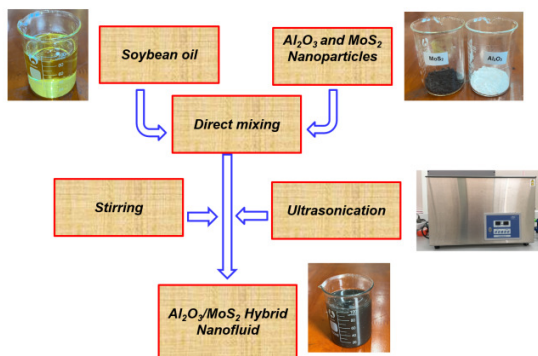 Soybean oil
Al₂O₃ and MoS₂
Nanoparticles
MoS₂
Al₂O₃
Direct mixing
Stirring
Ultrasonication
Al₂O₃/MoS₂ Hybrid
Nanofluid